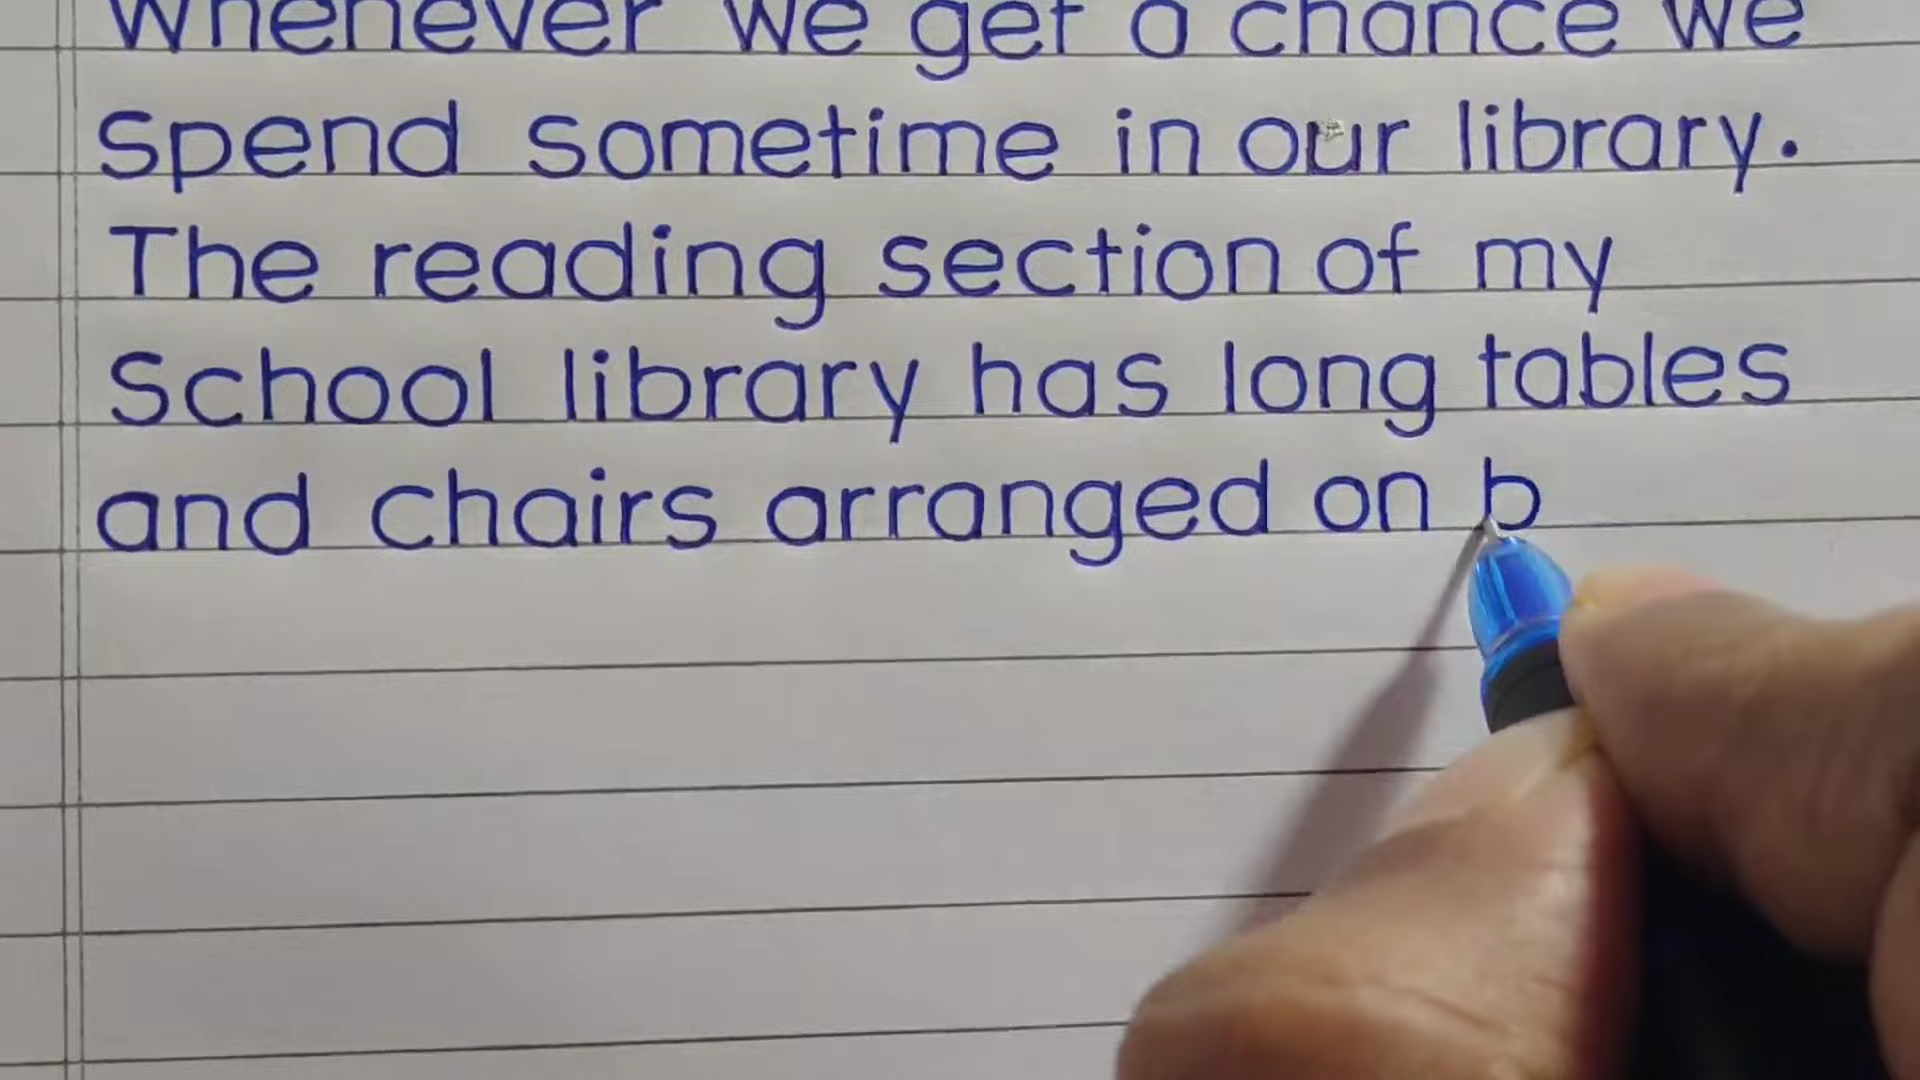 Whenever we get a chance we
spend sometime in our library.
The reading section of my
School library has long tables
and chairs arranged on b